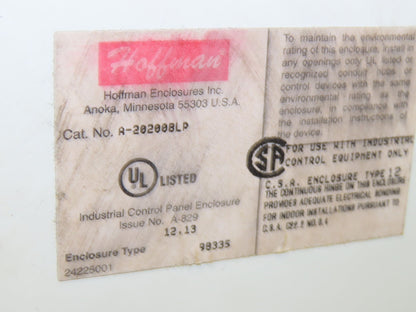 Hoffman
Hoffman Enclosures Inc.
Anoka, Minnesota 55303 U.S.A.
Cat. No. A-202008LP
UL LISTED
Industrial Control Panel Enclosure
Issue No. A-829
12,13
Enclosure Type 98335
24225001
To maintain the environmental
rating of this enclosure, install in
any openings only UL listed or
recognized conduit hubs or
control devices with the same
environmental rating as the
enclosure, in compliance with
the installation instructions of
the device.
SA FOR USE WITH INDUSTRIAL
CONTROL EQUIPMENT ONLY
C.S.A. ENCLOSURE TYPE 12
THE CONTINUOUS HINGE ON THIS ENCLOSURE
PROVIDES ADEQUATE ELECTRICAL BONDING
FOR INDOOR INSTALLATIONS PURSUANT TO
C.S.A. C22.2 NO. 0.4